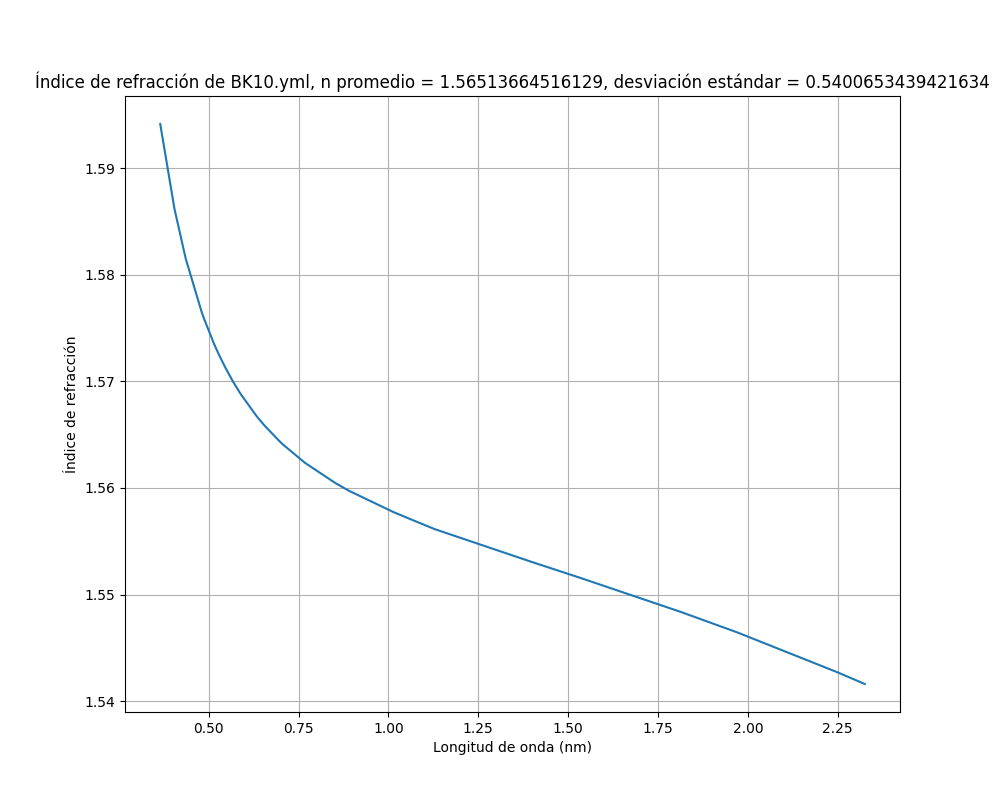 Índice de refracción de BK10.yml, n promedio = 1.56513664516129, desviación estándar = 0.5400653439421634
1.59
1.58
1.57
1.56
1.55
1.54
Índice de refracción
0.50 0.75 1.00 1.25 1.50 1.75 2.00 2.25
Longitud de onda (nm)